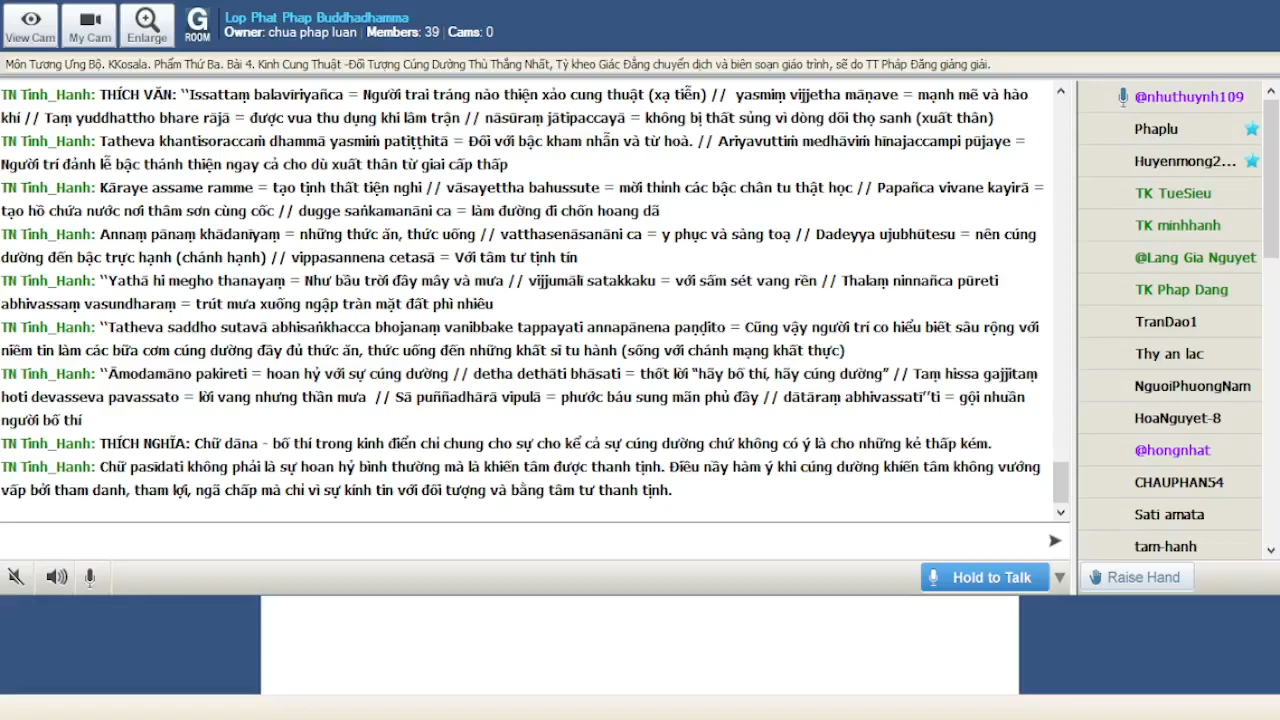 View Cam
My Cam
Enlarge
G
ROOM
Lop Phat Phap Buddhadhamma
Owner: chua phap luan | Members: 39 | Cams: 0
Môn Tương Ưng Bộ. KKosala. Phẩm Thứ Ba. Bài 4. Kinh Cung Thuật -Đối Tượng Cúng Dường Thù Thắng Nhất, Tỳ kheo Giác Đẳng chuyển dịch và biên soạn giáo trình, sẽ do TT Pháp Đăng giảng giải.
TN Tinh_Hanh: THÍCH VĂN: “Issattaṃ balavīriyañca = Người trai tráng nào thiện xảo cung thuật (xạ tiễn) // yasmiṃ vijjetha māṇave = mạnh mẽ và hào
khí // Taṃ yuddhattho bhare rājā = được vua thu dụng khi lâm trận // nāsūraṃ jātipaccayā = không bị thất sủng vì dòng dõi thọ sanh (xuất thân)
TN Tinh_Hanh: Tatheva khantisoraccaṁ dhammā yasmiṁ patiṭṭhitā = Đối với bậc kham nhẫn và từ hoà. // Ariyavuttiṁ medhāviṁ hīnajaccampi pūjaye =
Người trí đảnh lễ bậc thánh thiện ngay cả cho dù xuất thân từ giai cấp thấp
TN Tinh_Hanh: Kāraye assame ramme = tạo tịnh thất tiện nghi // vāsayettha bahussute = mời thỉnh các bậc chân tu thật học // Papañca vivane kayirā =
tạo hồ chứa nước nơi thâm sơn cùng cốc // dugge saṅkamanāni ca = làm đường đi chốn hoang dã
TN Tinh_Hanh: Annaṃ pānaṃ khādanīyaṃ = những thức ăn, thức uống // vatthasenāsanāni ca = y phục và sàng toạ // Dadeyya ujubhūtesu = nên cúng
dường đến bậc trực hạnh (chánh hạnh) // vippasannena cetasā = Với tâm tư tịnh tín
TN Tinh_Hanh: “Yathā hi megho thanayaṃ = Như bầu trời đầy mây và mưa // vijjumālī satakkaku = với sấm sét vang rền // Thalaṃ ninnañca pūreti
abhivassaṃ vasundharaṃ = trút mưa xuống ngập tràn mặt đất phì nhiêu
TN Tinh_Hanh: “Tatheva saddho sutavā abhisaṅkhacca bhojanaṃ vanibbake tappayati annapānena paṇḍito = Cũng vậy người trí co hiểu biết sâu rộng với
niềm tin làm các bữa cơm cúng dường đầy đủ thức ăn, thức uống đến những khất sĩ tu hành (sống với chánh mạng khất thực)
TN Tinh_Hanh: “Āmodamāno pakireti = hoan hỷ với sự cúng dường // detha dethāti bhāsati = thốt lời “hãy bố thí, hãy cúng dường” // Taṃ hissa gajjitaṃ
hoti devasseva pavassato = lời vang nhưng thần mưa // Sā puññadhārā vipulā = phước báu sung mãn phủ đầy // dātāraṃ abhivassatī’’ti = gội nhuần
người bố thí
TN Tinh_Hanh: THÍCH NGHĨA: Chữ dāna - bố thí trong kinh điển chỉ chung cho sự cho kể cả sự cúng dường chứ không có ý là cho những kẻ thấp kém.
TN Tinh_Hanh: Chữ pasīdati không phải là sự hoan hỷ bình thường mà là khiến tâm được thanh tịnh. Điều nầy hàm ý khi cúng dường khiến tâm không vướng
vấp bởi tham danh, tham lợi, ngã chấp mà chỉ vì sự kính tin với đối tượng và bằng tâm tư thanh tịnh.
@nhuthuynh109
Phaplu
Huyenmong2...
TK TueSieu
TK minhhanh
@Lang Gia Nguyet
TK Phap Dang
TranDao1
Thy an lac
NguoiPhuongNam
HoaNguyet-8
@hongnhat
CHAUPHAN54
Sati amata
tam-hanh
Hold to Talk
Raise Hand